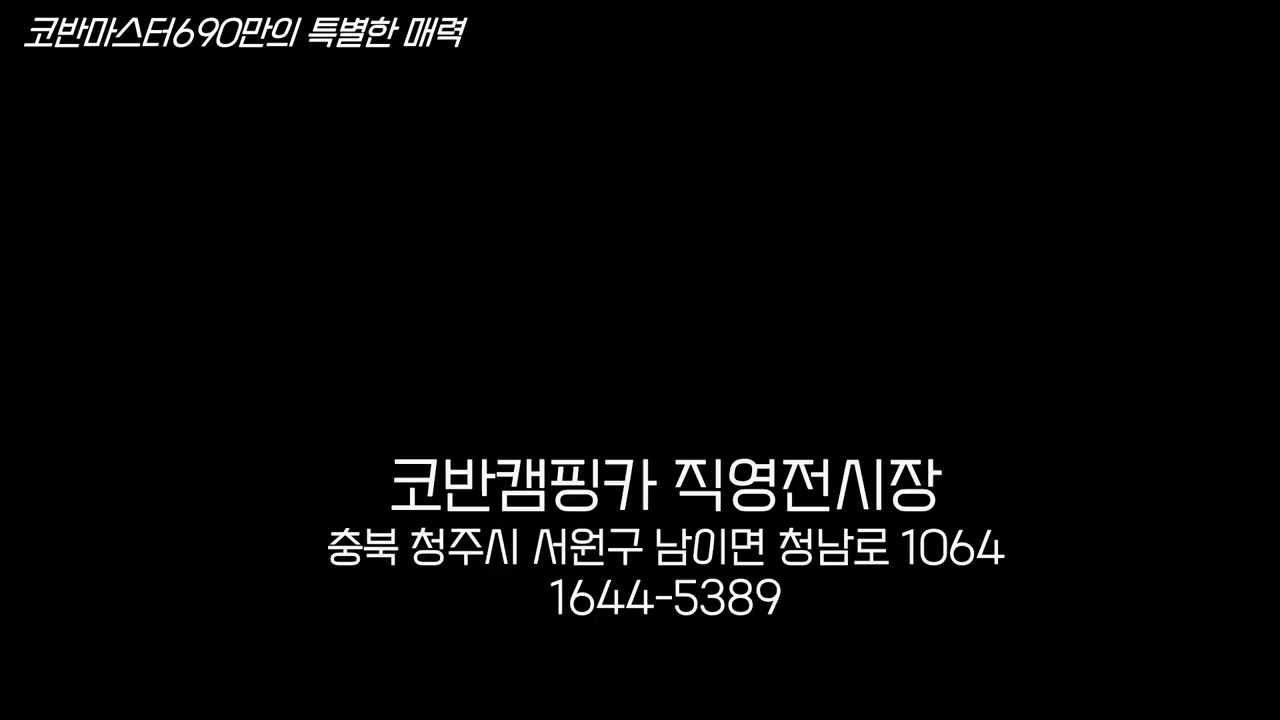 코반마스터690만의 특별한 매력
코반캠핑카 직영전시장
충북 청주시 서원구 남이면 청남로 1064
1644-5389